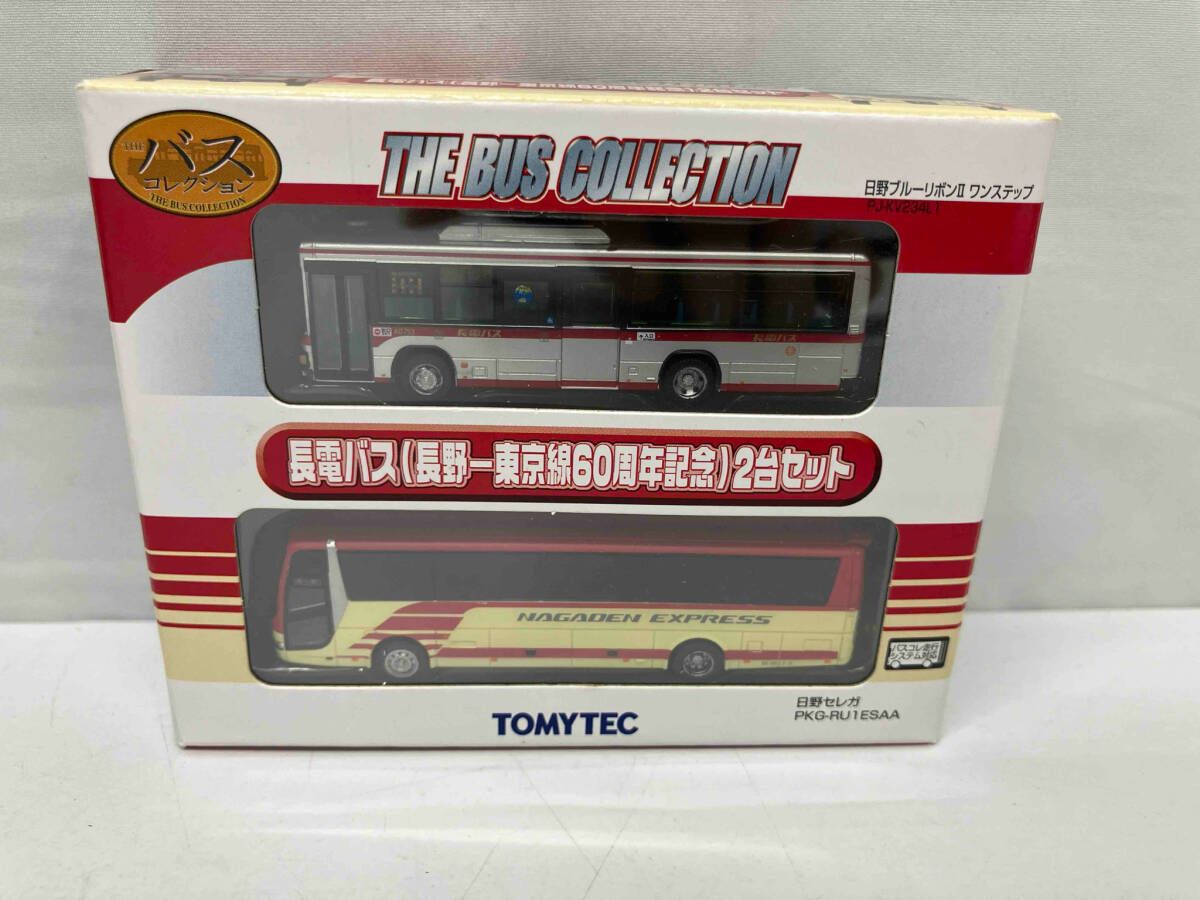 THE
バス
コレクション
THE BUS COLLECTION
THE BUS COLLECTION
日野ブルーリボンⅡ ワンステップ
PJ-KV234L1
長電バス
長電バス
長電バス(長野ー東京線60周年記念)2台セット
NAGADEN EXPRESS
バスコレ走行
システム対応
日野セレガ
PKG-RU1ESAA
TOMYTEC